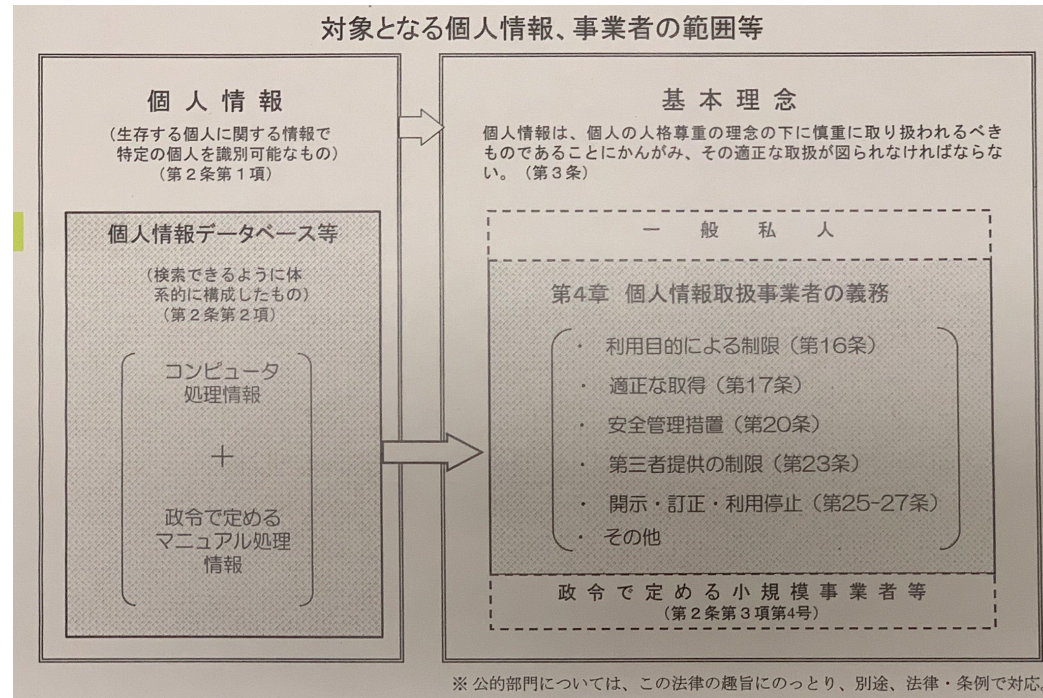 対象となる個人情報、事業者の範囲等
個人情報
(生存する個人に関する情報で
特定の個人を識別可能なもの)
(第2条第1項)
個人情報データベース等
(検索できるように体
系的に構成したもの)
(第2条第2項)
コンピュータ
処理情報
+
政令で定める
マニュアル処理
情報
基本理念
個人情報は、個人の人格尊重の理念の下に慎重に取り扱われるべき
ものであることにかんがみ、その適正な取扱が図られなければならな
い。(第3条)
一般私人
第4章 個人情報取扱事業者の義務
・ 利用目的による制限(第16条)
・ 適正な取得(第17条)
・ 安全管理措置(第20条)
・ 第三者提供の制限(第23条)
・ 開示・訂正・利用停止(第25-27条)
・ その他
政令で定める小規模事業者等
(第2条第3項第4号)
※ 公的部門については、この法律の趣旨にのっとり、別途、法律・条例で対応。